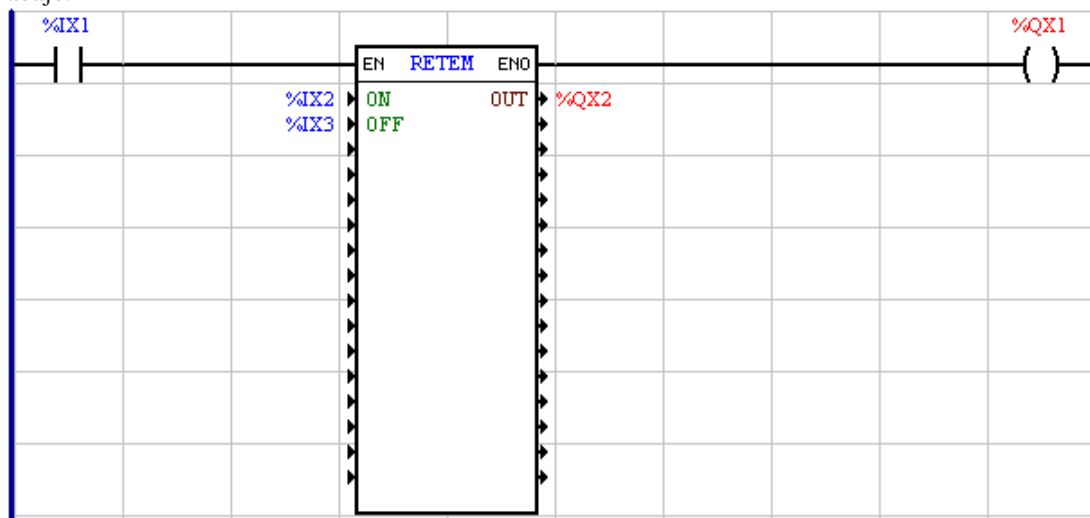 %IX1 %QX1
EN RETEM ENO
%IX2 ON OUT %QX2
%IX3 OFF